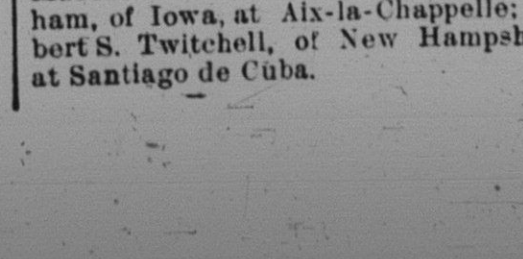 ham, of Iowa, at Aix-la-Chappelle;
bert S. Twitchell, of New Hampsh
at Santiago de Cuba.